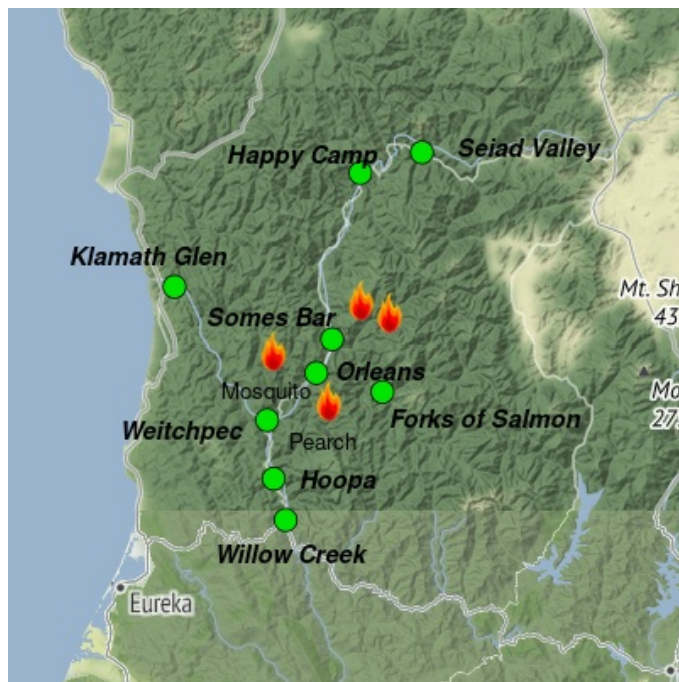 Happy Camp
Seiad Valley
Klamath Glen
Mt. Sh
43
Somes Bar
Orleans
Mosquito
Mo
27
Forks of Salmon
Weitchpec
Pearch
Hoopa
Willow Creek
Eureka